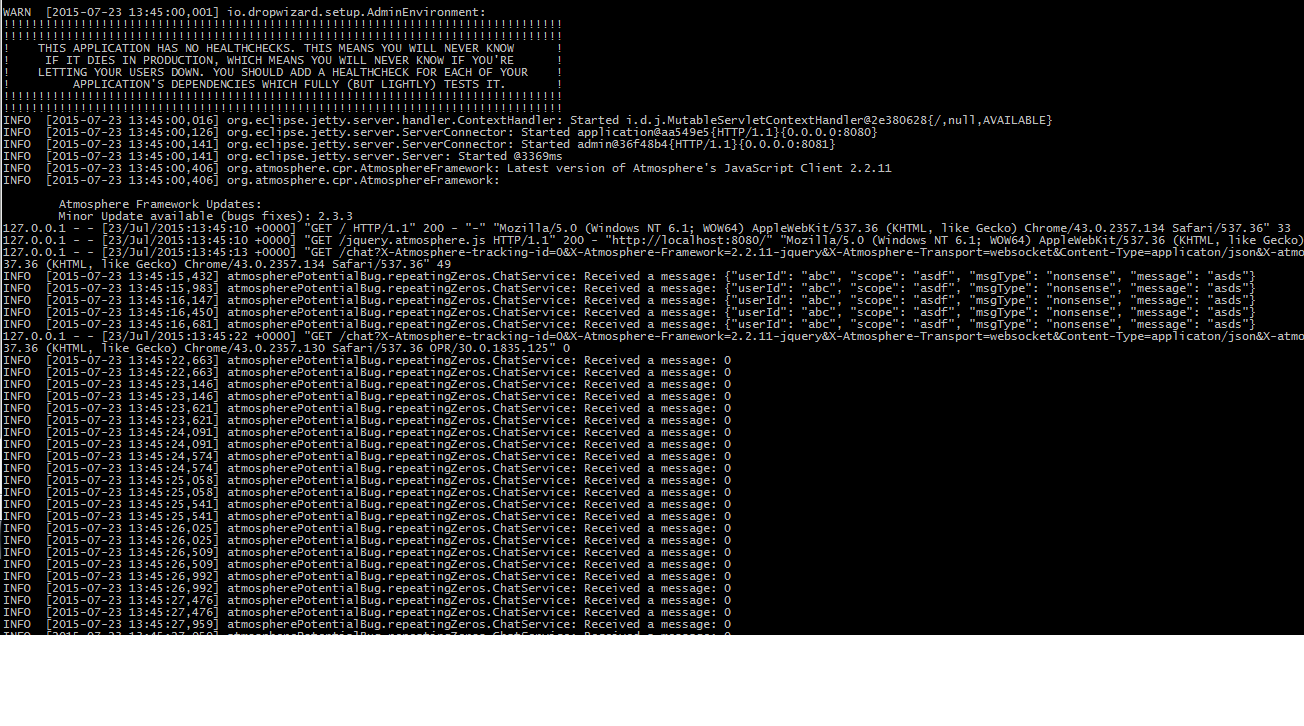 WARN  [2015-07-23 13:45:00,001] io.dropwizard.setup.AdminEnvironment:
!!!!!!!!!!!!!!!!!!!!!!!!!!!!!!!!!!!!!!!!!!!!!!!!!!!!!!!!!!!!!!!!!!!!!!!!!!!!!!!!
!!!!!!!!!!!!!!!!!!!!!!!!!!!!!!!!!!!!!!!!!!!!!!!!!!!!!!!!!!!!!!!!!!!!!!!!!!!!!!!!
!    THIS APPLICATION HAS NO HEALTHCHECKS. THIS MEANS YOU WILL NEVER KNOW      !
!     IF IT DIES IN PRODUCTION, WHICH MEANS YOU WILL NEVER KNOW IF YOU'RE      !
!    LETTING YOUR USERS DOWN. YOU SHOULD ADD A HEALTHCHECK FOR EACH OF YOUR    !
!         APPLICATION'S DEPENDENCIES WHICH FULLY (BUT LIGHTLY) TESTS IT.       !
!!!!!!!!!!!!!!!!!!!!!!!!!!!!!!!!!!!!!!!!!!!!!!!!!!!!!!!!!!!!!!!!!!!!!!!!!!!!!!!!
!!!!!!!!!!!!!!!!!!!!!!!!!!!!!!!!!!!!!!!!!!!!!!!!!!!!!!!!!!!!!!!!!!!!!!!!!!!!!!!!
INFO  [2015-07-23 13:45:00,016] org.eclipse.jetty.server.handler.ContextHandler: Started i.d.j.MutableServletContextHandler@2e380628{/,null,AVAILABLE}
INFO  [2015-07-23 13:45:00,126] org.eclipse.jetty.server.ServerConnector: Started application@aa549e5{HTTP/1.1}{0.0.0.0:8080}
INFO  [2015-07-23 13:45:00,141] org.eclipse.jetty.server.ServerConnector: Started admin@36f48b4{HTTP/1.1}{0.0.0.0:8081}
INFO  [2015-07-23 13:45:00,141] org.eclipse.jetty.server.Server: Started @3369ms
INFO  [2015-07-23 13:45:00,406] org.atmosphere.cpr.AtmosphereFramework: Latest version of Atmosphere's JavaScript Client 2.2.11
INFO  [2015-07-23 13:45:00,406] org.atmosphere.cpr.AtmosphereFramework:
Atmosphere Framework Updates:
Minor Update available (bugs fixes): 2.3.3
127.0.0.1 - - [23/Jul/2015:13:45:10 +0000] "GET / HTTP/1.1" 200 - "-" "Mozilla/5.0 (Windows NT 6.1; WOW64) AppleWebKit/537.36 (KHTML, like Gecko) Chrome/43.0.2357.134 Safari/537.36" 33
127.0.0.1 - - [23/Jul/2015:13:45:10 +0000] "GET /jquery.atmosphere.js HTTP/1.1" 200 - "http://localhost:8080/" "Mozilla/5.0 (Windows NT 6.1; WOW64) AppleWebKit/537.36 (KHTML, like Gecko)
127.0.0.1 - - [23/Jul/2015:13:45:13 +0000] "GET /chat?X-Atmosphere-tracking-id=0&X-Atmosphere-Framework=2.2.11-jquery&X-Atmosphere-Transport=websocket&Content-Type=applicaton/json&X-atmo
37.36 (KHTML, like Gecko) Chrome/43.0.2357.134 Safari/537.36" 49
INFO  [2015-07-23 13:45:15,432] atmospherePotentialBug.repeatingZeros.ChatService: Received a message: {"userId": "abc", "scope": "asdf", "msgType": "nonsense", "message": "asds"}
INFO  [2015-07-23 13:45:15,983] atmospherePotentialBug.repeatingZeros.ChatService: Received a message: {"userId": "abc", "scope": "asdf", "msgType": "nonsense", "message": "asds"}
INFO  [2015-07-23 13:45:16,147] atmospherePotentialBug.repeatingZeros.ChatService: Received a message: {"userId": "abc", "scope": "asdf", "msgType": "nonsense", "message": "asds"}
INFO  [2015-07-23 13:45:16,450] atmospherePotentialBug.repeatingZeros.ChatService: Received a message: {"userId": "abc", "scope": "asdf", "msgType": "nonsense", "message": "asds"}
INFO  [2015-07-23 13:45:16,681] atmospherePotentialBug.repeatingZeros.ChatService: Received a message: {"userId": "abc", "scope": "asdf", "msgType": "nonsense", "message": "asds"}
127.0.0.1 - - [23/Jul/2015:13:45:22 +0000] "GET /chat?X-Atmosphere-tracking-id=0&X-Atmosphere-Framework=2.2.11-jquery&X-Atmosphere-Transport=websocket&Content-Type=applicaton/json&X-atmo
37.36 (KHTML, like Gecko) Chrome/43.0.2357.130 Safari/537.36 OPR/30.0.1835.125" 0
INFO  [2015-07-23 13:45:22,663] atmospherePotentialBug.repeatingZeros.ChatService: Received a message: 0
INFO  [2015-07-23 13:45:22,663] atmospherePotentialBug.repeatingZeros.ChatService: Received a message: 0
INFO  [2015-07-23 13:45:23,146] atmospherePotentialBug.repeatingZeros.ChatService: Received a message: 0
INFO  [2015-07-23 13:45:23,146] atmospherePotentialBug.repeatingZeros.ChatService: Received a message: 0
INFO  [2015-07-23 13:45:23,621] atmospherePotentialBug.repeatingZeros.ChatService: Received a message: 0
INFO  [2015-07-23 13:45:23,621] atmospherePotentialBug.repeatingZeros.ChatService: Received a message: 0
INFO  [2015-07-23 13:45:24,091] atmospherePotentialBug.repeatingZeros.ChatService: Received a message: 0
INFO  [2015-07-23 13:45:24,091] atmospherePotentialBug.repeatingZeros.ChatService: Received a message: 0
INFO  [2015-07-23 13:45:24,574] atmospherePotentialBug.repeatingZeros.ChatService: Received a message: 0
INFO  [2015-07-23 13:45:24,574] atmospherePotentialBug.repeatingZeros.ChatService: Received a message: 0
INFO  [2015-07-23 13:45:25,058] atmospherePotentialBug.repeatingZeros.ChatService: Received a message: 0
INFO  [2015-07-23 13:45:25,058] atmospherePotentialBug.repeatingZeros.ChatService: Received a message: 0
INFO  [2015-07-23 13:45:25,541] atmospherePotentialBug.repeatingZeros.ChatService: Received a message: 0
INFO  [2015-07-23 13:45:25,541] atmospherePotentialBug.repeatingZeros.ChatService: Received a message: 0
INFO  [2015-07-23 13:45:26,025] atmospherePotentialBug.repeatingZeros.ChatService: Received a message: 0
INFO  [2015-07-23 13:45:26,025] atmospherePotentialBug.repeatingZeros.ChatService: Received a message: 0
INFO  [2015-07-23 13:45:26,509] atmospherePotentialBug.repeatingZeros.ChatService: Received a message: 0
INFO  [2015-07-23 13:45:26,509] atmospherePotentialBug.repeatingZeros.ChatService: Received a message: 0
INFO  [2015-07-23 13:45:26,992] atmospherePotentialBug.repeatingZeros.ChatService: Received a message: 0
INFO  [2015-07-23 13:45:26,992] atmospherePotentialBug.repeatingZeros.ChatService: Received a message: 0
INFO  [2015-07-23 13:45:27,476] atmospherePotentialBug.repeatingZeros.ChatService: Received a message: 0
INFO  [2015-07-23 13:45:27,476] atmospherePotentialBug.repeatingZeros.ChatService: Received a message: 0
INFO  [2015-07-23 13:45:27,959] atmospherePotentialBug.repeatingZeros.ChatService: Received a message: 0